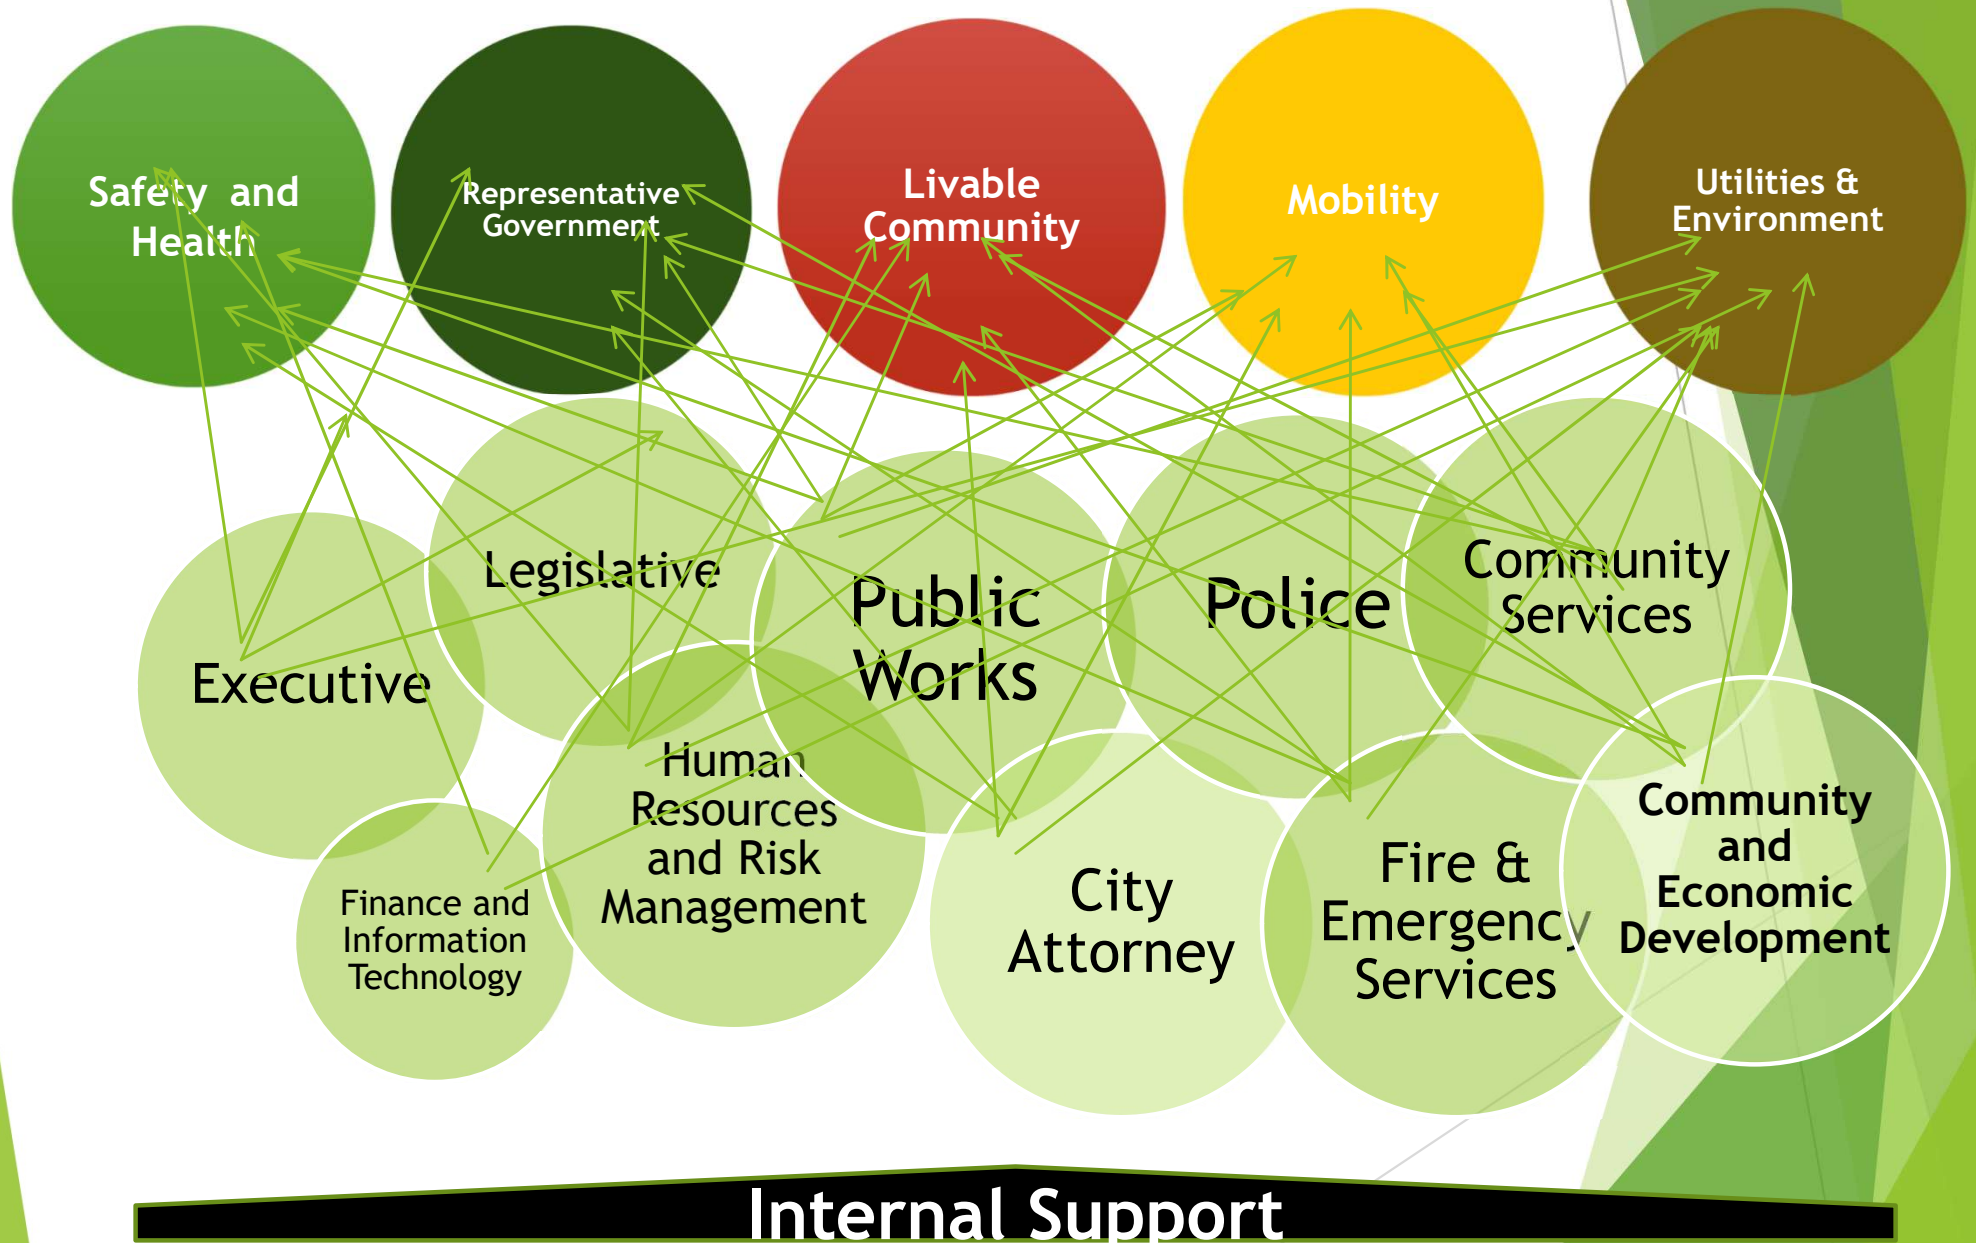 Safety and
Health
Representative
Government
Livable
Community
Mobility
Utilities &
Environment
Legislative
Executive
Public
Works
Police
Community
Services
Human
Resources
and Risk
Management
Finance and
Information
Technology
City
Attorney
Fire &
Emergency
Services
Community
and
Economic
Development
Internal Support